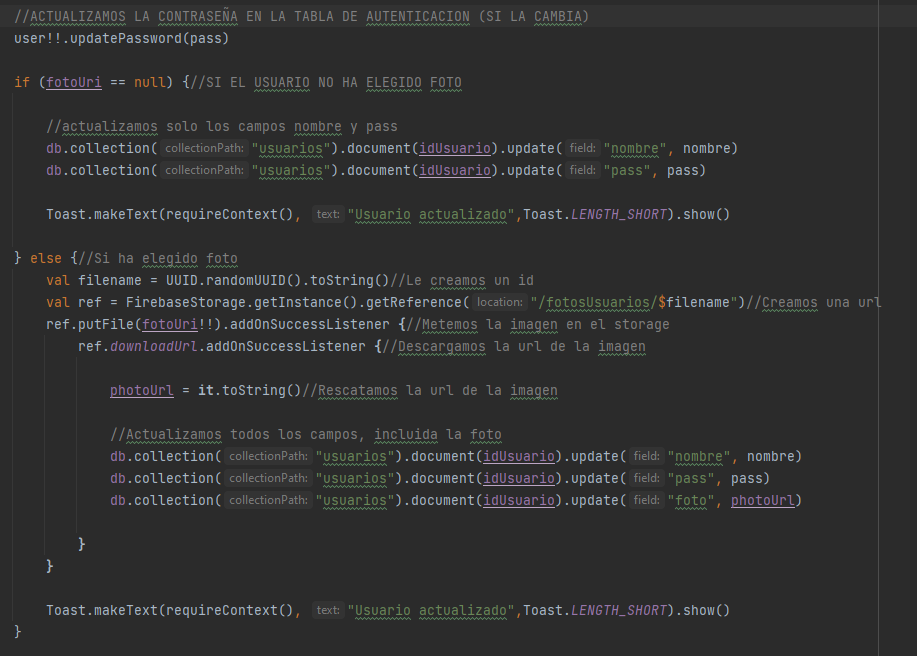 //ACTUALIZAMOS LA CONTRASEÑA EN LA TABLA DE AUTENTICACION (SI LA CAMBIA)
user!!.updatePassword(pass)
if (fotoUri == null) {//SI EL USUARIO NO HA ELEGIDO FOTO
//actualizamos solo los campos nombre y pass
db.collection( collectionPath: "usuarios").document(idUsuario).update( field: "nombre", nombre)
db.collection( collectionPath: "usuarios").document(idUsuario).update( field: "pass", pass)
Toast.makeText(requireContext(), text: "Usuario actualizado",Toast.LENGTH_SHORT).show()
} else {//Si ha elegido foto
val filename = UUID.randomUUID().toString()//Le creamos un id
val ref = FirebaseStorage.getInstance().getReference( location: "/fotosUsuarios/$filename")//Creamos una url
ref.putFile(fotoUri!!).addOnSuccessListener {//Metemos la imagen en el storage
ref.downloadUrl.addOnSuccessListener {//Descargamos la url de la imagen
photoUrl = it.toString()//Rescatamos la url de la imagen
//Actualizamos todos los campos, incluida la foto
db.collection( collectionPath: "usuarios").document(idUsuario).update( field: "nombre", nombre)
db.collection( collectionPath: "usuarios").document(idUsuario).update( field: "pass", pass)
db.collection( collectionPath: "usuarios").document(idUsuario).update( field: "foto", photoUrl)
}
}
Toast.makeText(requireContext(), text: "Usuario actualizado",Toast.LENGTH_SHORT).show()
}